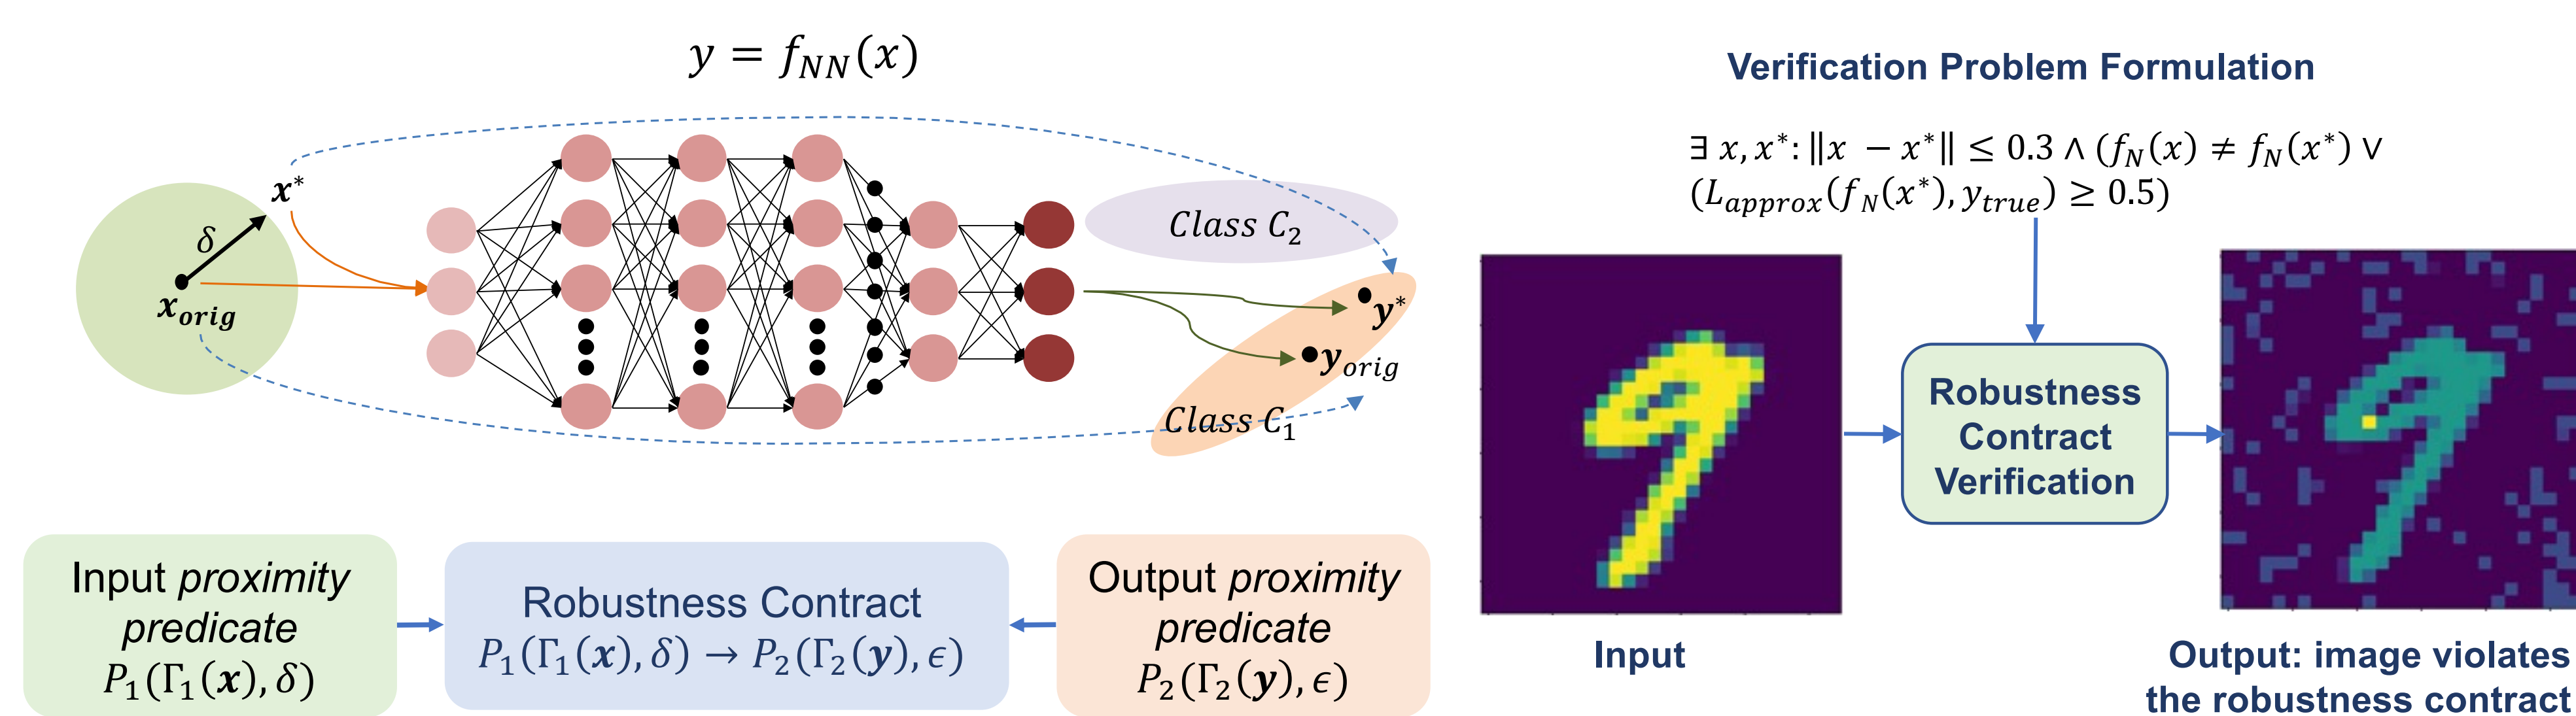 y = f_{NN}(x)
x^*
δ
x_{orig}
Class C_2
y^*
y_{orig}
Class C_1
Input proximity
predicate
P_1(Γ_1(x), δ)
Robustness Contract
P_1(Γ_1(x), δ) → P_2(Γ_2(y), ϵ)
Output proximity
predicate
P_2(Γ_2(y), ϵ)
Verification Problem Formulation
∃ x, x^*: ‖x − x^*‖ ≤ 0.3 ∧ (f_N(x) ≠ f_N(x^*) ∨
(L_{approx}(f_N(x^*), y_{true}) ≥ 0.5)
Robustness
Contract
Verification
Input
Output: image violates
the robustness contract